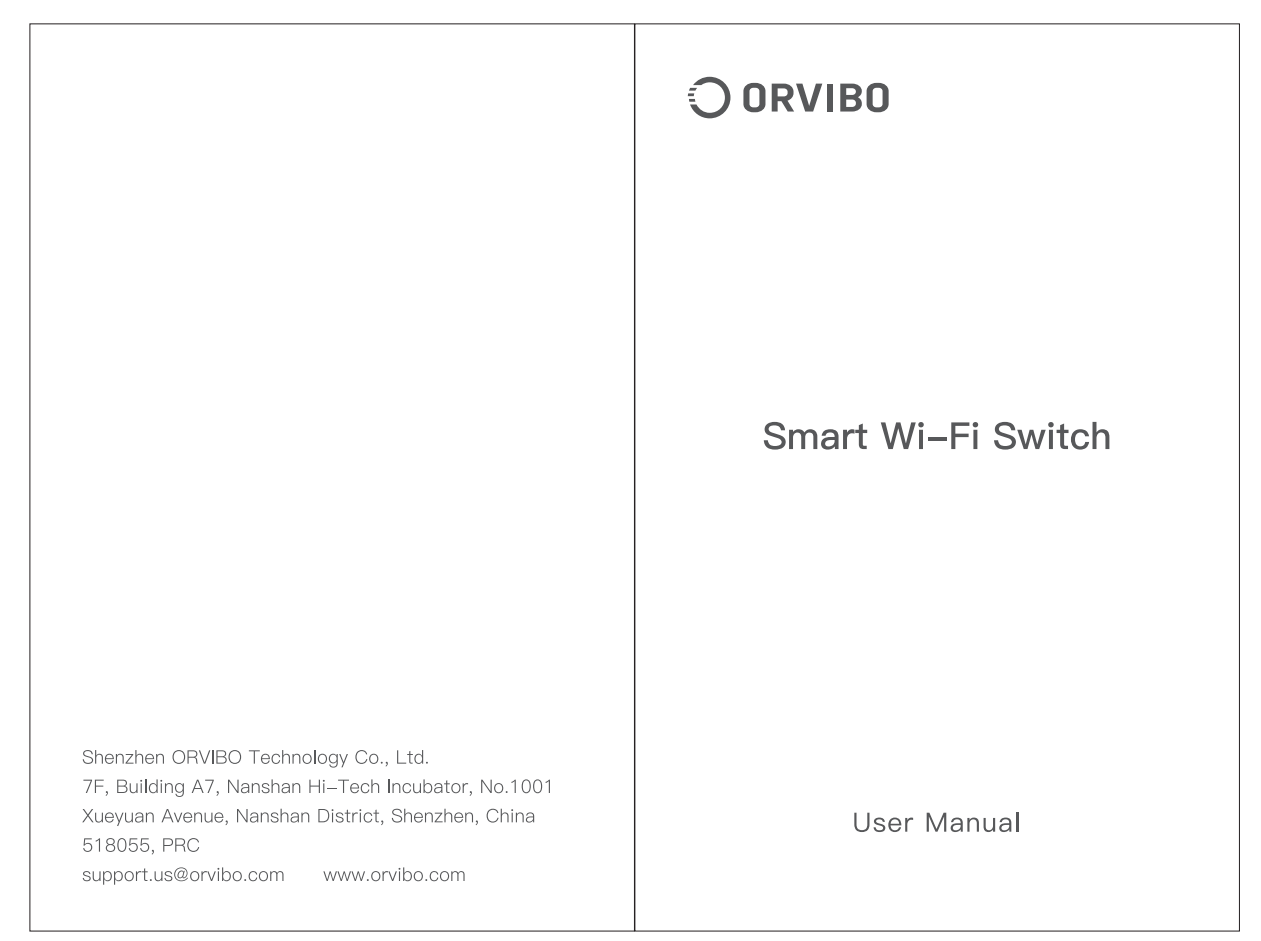 Shenzhen ORVIBO Technology Co., Ltd.
7F, Building A7, Nanshan Hi–Tech Incubator, No.1001
Xueyuan Avenue, Nanshan District, Shenzhen, China
518055, PRC
support.us@orvibo.com www.orvibo.com
ORVIBO
Smart Wi–Fi Switch
User Manual